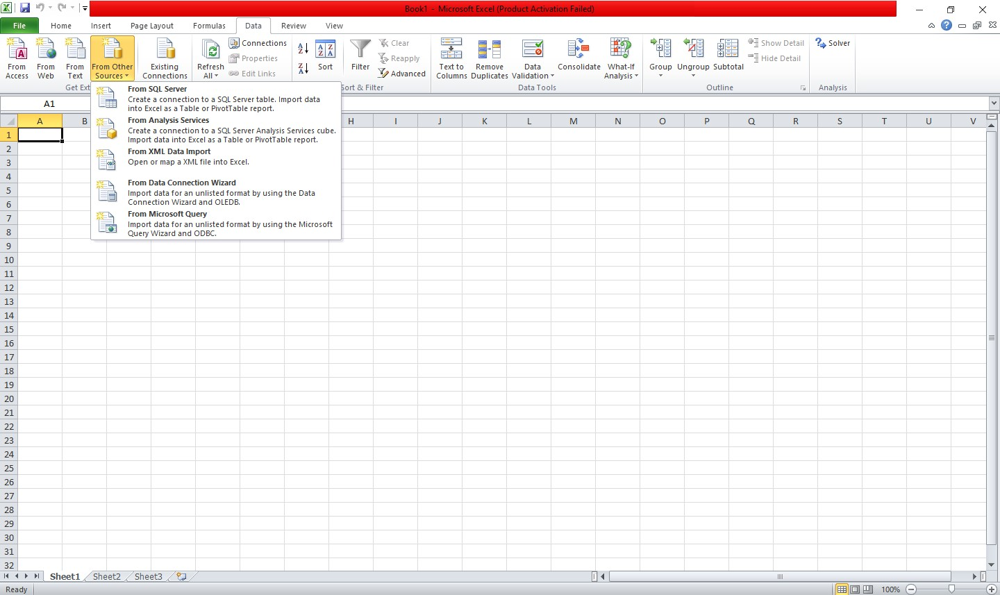 Book1 - Microsoft Excel (Product Activation Failed)
File Home Insert Page Layout Formulas Data Review View
From Access
From Web
From Text
From Other Sources
Existing Connections
Refresh All
Connections
Properties
Edit Links
Sort
Filter
Clear
Reapply
Advanced
Text to Columns
Remove Duplicates
Data Validation
Consolidate
What-If Analysis
Group
Ungroup
Subtotal
Show Detail
Hide Detail
Solver
Get Ext
Sort & Filter
Data Tools
Outline
Analysis
A1
From SQL Server
Create a connection to a SQL Server table. Import data
into Excel as a Table or PivotTable report.
From Analysis Services
Create a connection to a SQL Server Analysis Services cube.
Import data into Excel as a Table or PivotTable report.
From XML Data Import
Open or map a XML file into Excel.
From Data Connection Wizard
Import data for an unlisted format by using the Data
Connection Wizard and OLEDB.
From Microsoft Query
Import data for an unlisted format by using the Microsoft
Query Wizard and ODBC.
A B H I J K L M N O P Q R S T U V
1
2
3
4
5
6
7
8
9
10
11
12
13
14
15
16
17
18
19
20
21
22
23
24
25
26
27
28
29
30
31
32
Sheet1 Sheet2 Sheet3
Ready
100%